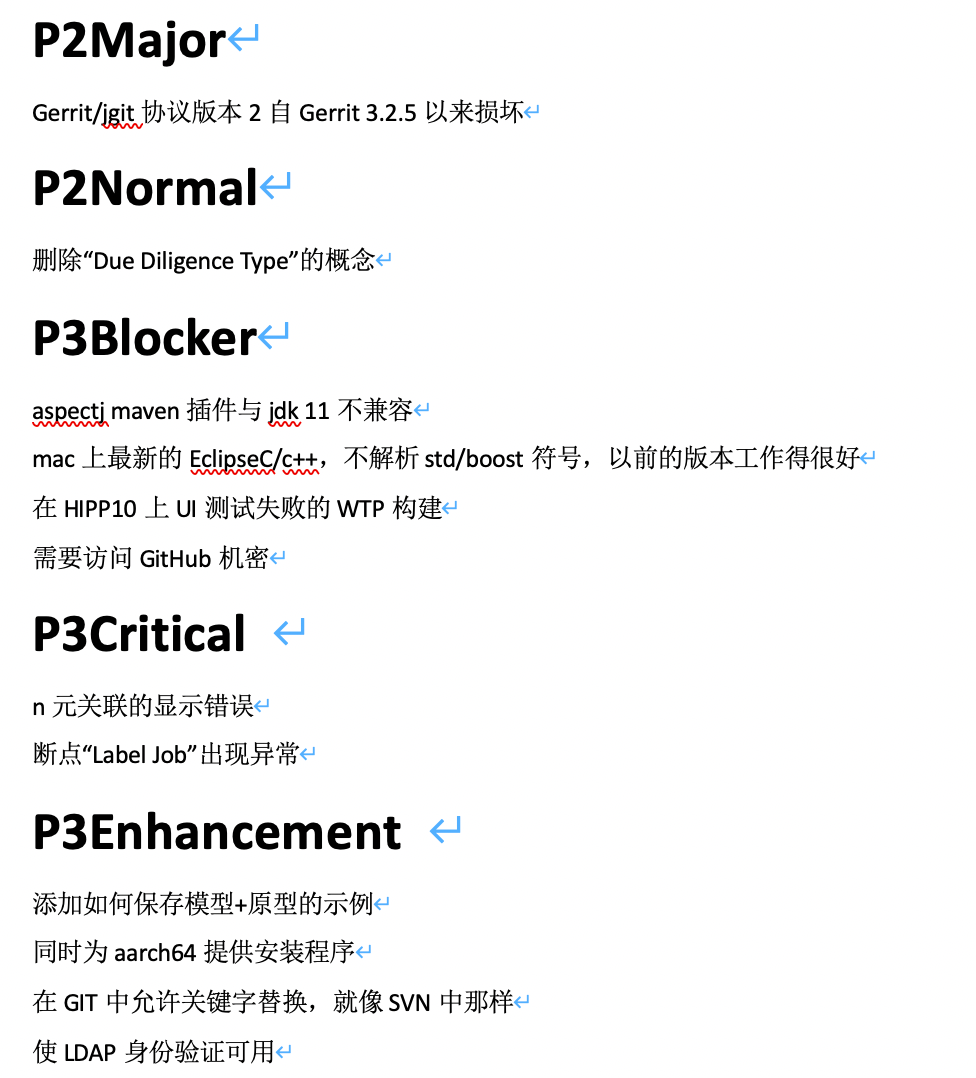 P2Major
Gerrit/jgit 协议版本 2 自 Gerrit 3.2.5 以来损坏
P2Normal
删除“Due Diligence Type”的概念
P3Blocker
aspectj maven 插件与 jdk 11 不兼容
mac 上最新的 EclipseC/c++，不解析 std/boost 符号，以前的版本工作得很好
在 HIPP10 上 UI 测试失败的 WTP 构建
需要访问 GitHub 机密
P3Critical
n 元关联的显示错误
断点“Label Job”出现异常
P3Enhancement
添加如何保存模型+原型的示例
同时为 aarch64 提供安装程序
在 GIT 中允许关键字替换，就像 SVN 中那样
使 LDAP 身份验证可用